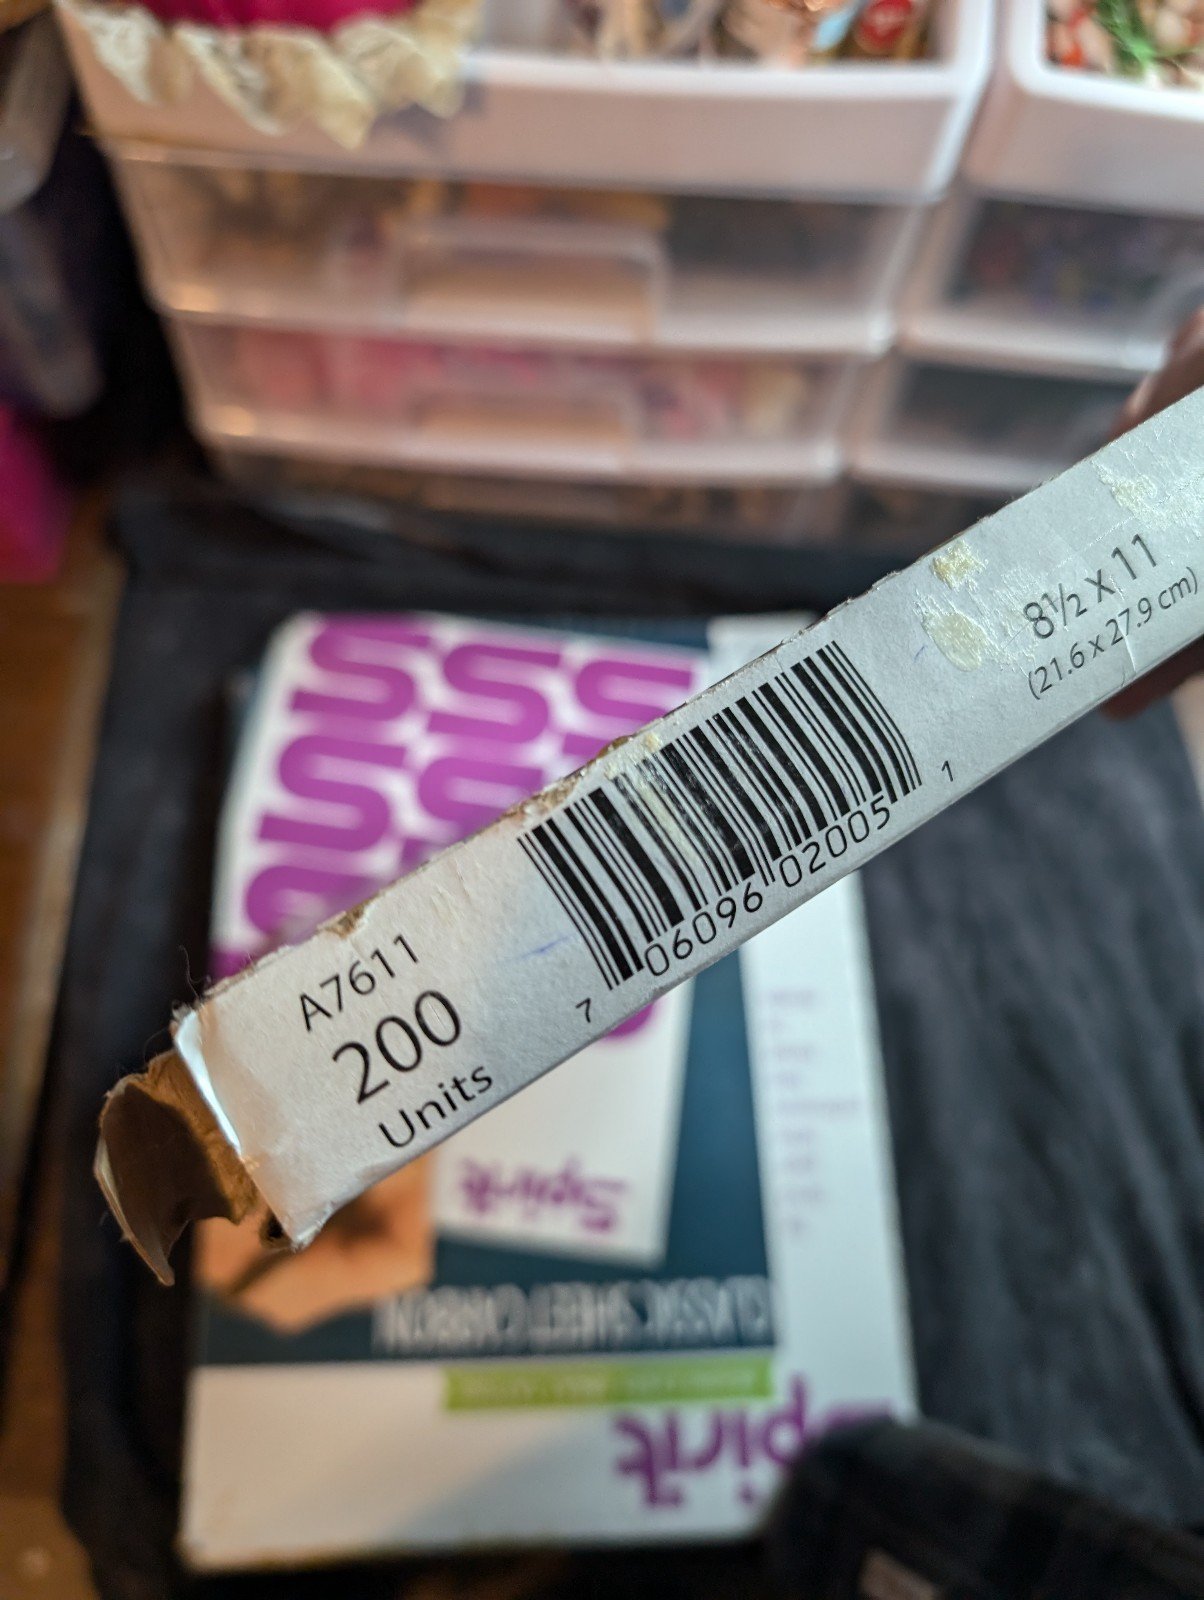 8½ X 11
(21.6 x 27.9 cm)
7 06096 02005 1
A7611
200
Units
Spirit
CLASSIC SHEET CARBON
Spirit